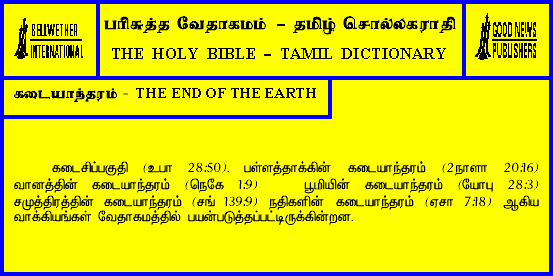 BELLWETHER
INTERNATIONAL
பரிசுத்த வேதாகமம் – தமிழ் சொல்லகராதி
THE HOLY BIBLE – TAMIL DICTIONARY
GOOD NEWS
PUBLISHERS
கடையாந்தரம் - THE END OF THE EARTH
கடைசிப்பகுதி (உபா 28:50). பள்ளத்தாக்கின் கடையாந்தரம் (2நாளா 20:16)
வானத்தின் கடையாந்தரம் (நெகே 1:9) பூமியின் கடையாந்தரம் (யோபு 28:3)
சமுத்திரத்தின் கடையாந்தரம் (சங் 139:9) நதிகளின் கடையாந்தரம் (ஏசா 7:18) ஆகிய
வாக்கியங்கள் வேதாகமத்தில் பயன்படுத்தப்பட்டிருக்கின்றன.